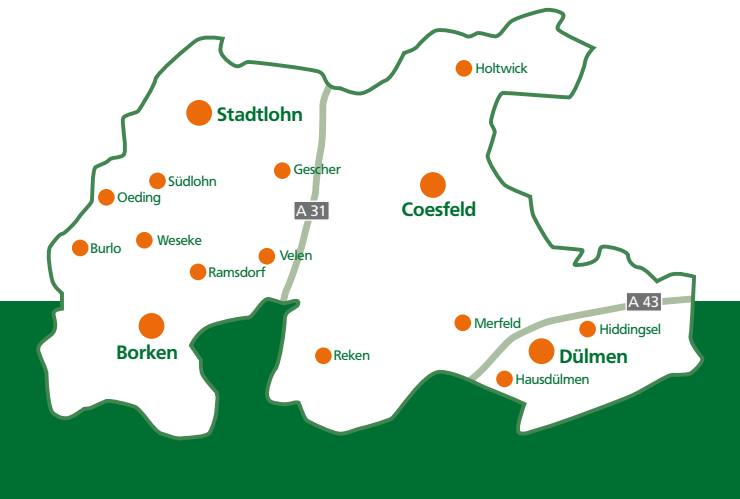 Holtwick
Stadtlohn
Gescher
Südlohn
Oeding
A 31
Coesfeld
Weseke
Burlo
Velen
Ramsdorf
A 43
Merfeld
Hiddingsel
Borken
Reken
Dülmen
Hausdülmen